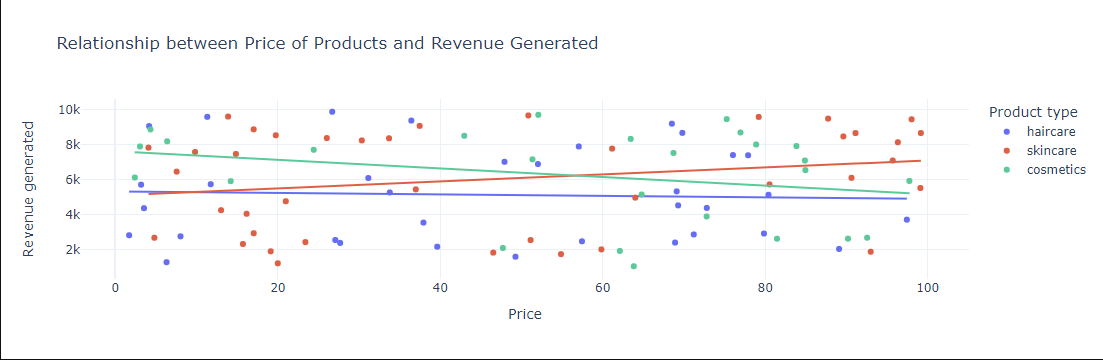 Relationship between Price of Products and Revenue Generated
Revenue generated
10k
8k
6k
4k
2k
0
20
40
60
80
100
Price
Product type
haircare
skincare
cosmetics